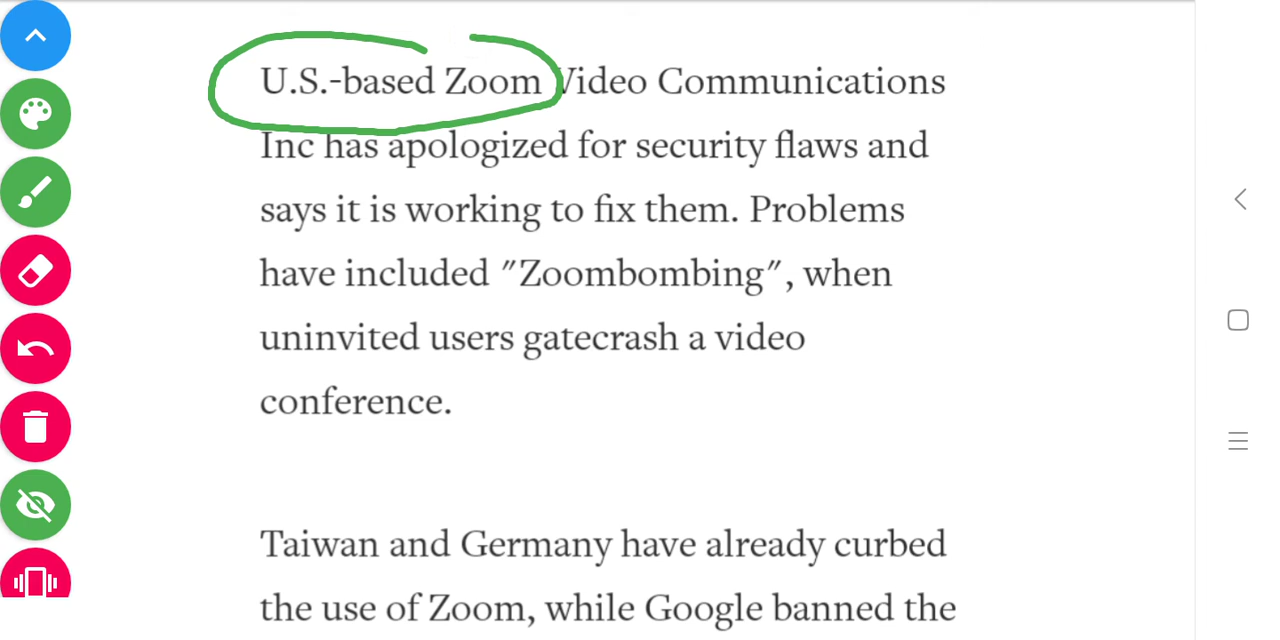 U.S.-based Zoom Video Communications
Inc has apologized for security flaws and
says it is working to fix them. Problems
have included "Zoombombing", when
uninvited users gatecrash a video
conference.
Taiwan and Germany have already curbed
the use of Zoom, while Google banned the